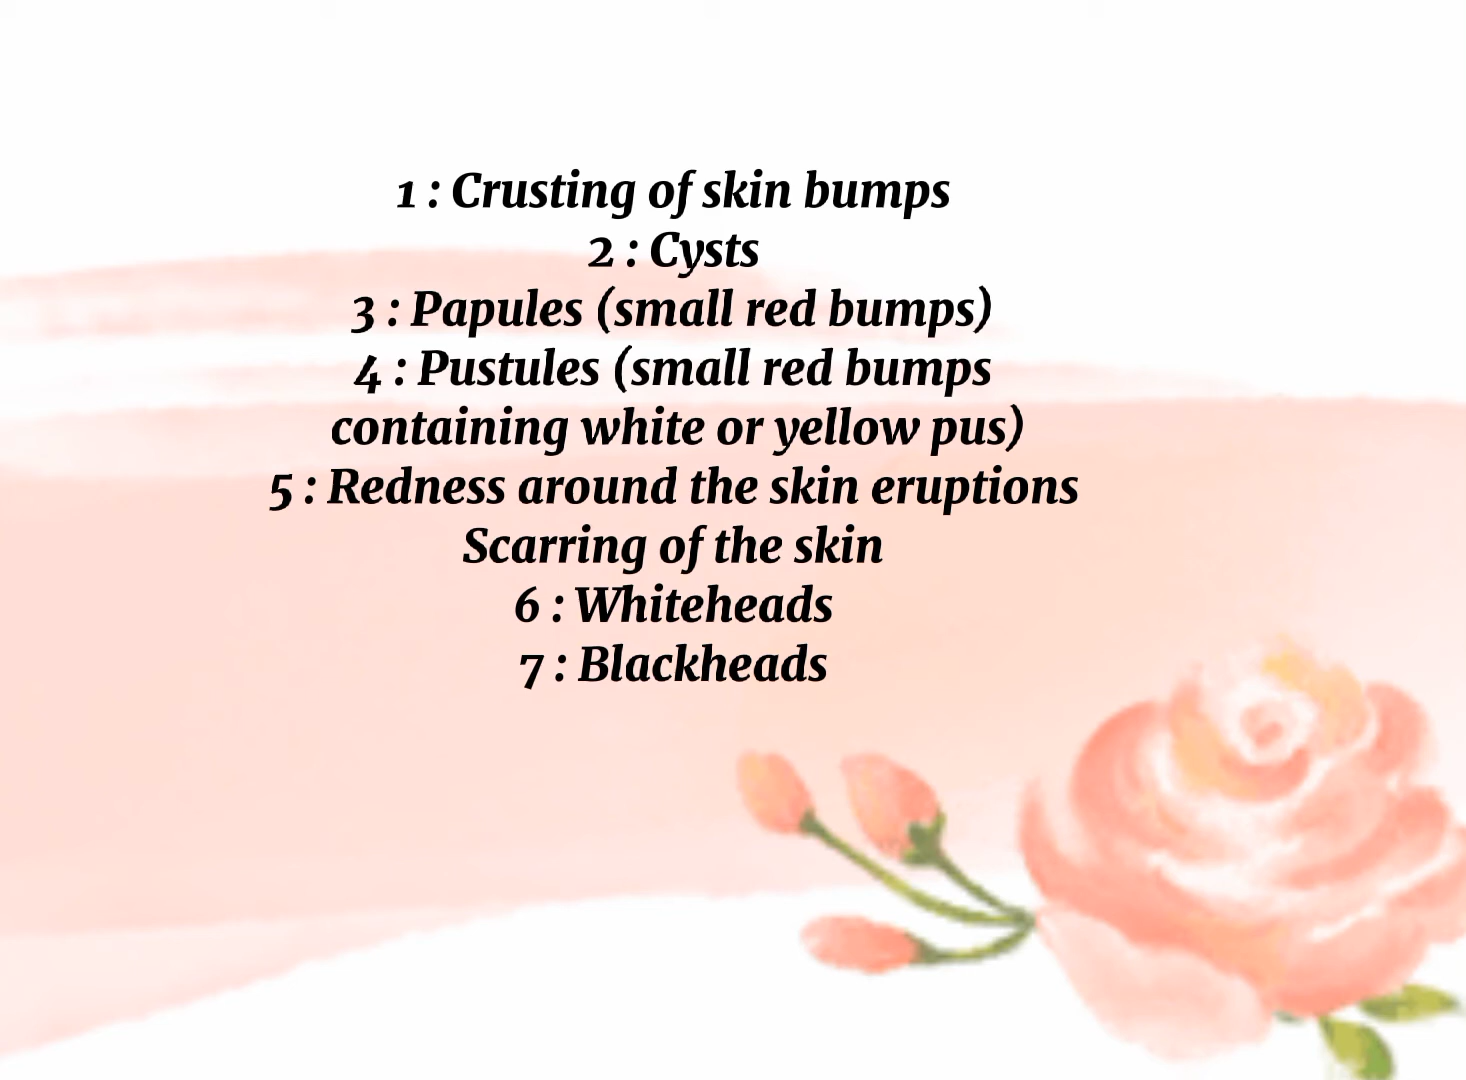 1 : Crusting of skin bumps
2 : Cysts
3 : Papules (small red bumps)
4 : Pustules (small red bumps
containing white or yellow pus)
5 : Redness around the skin eruptions
Scarring of the skin
6 : Whiteheads
7 : Blackheads